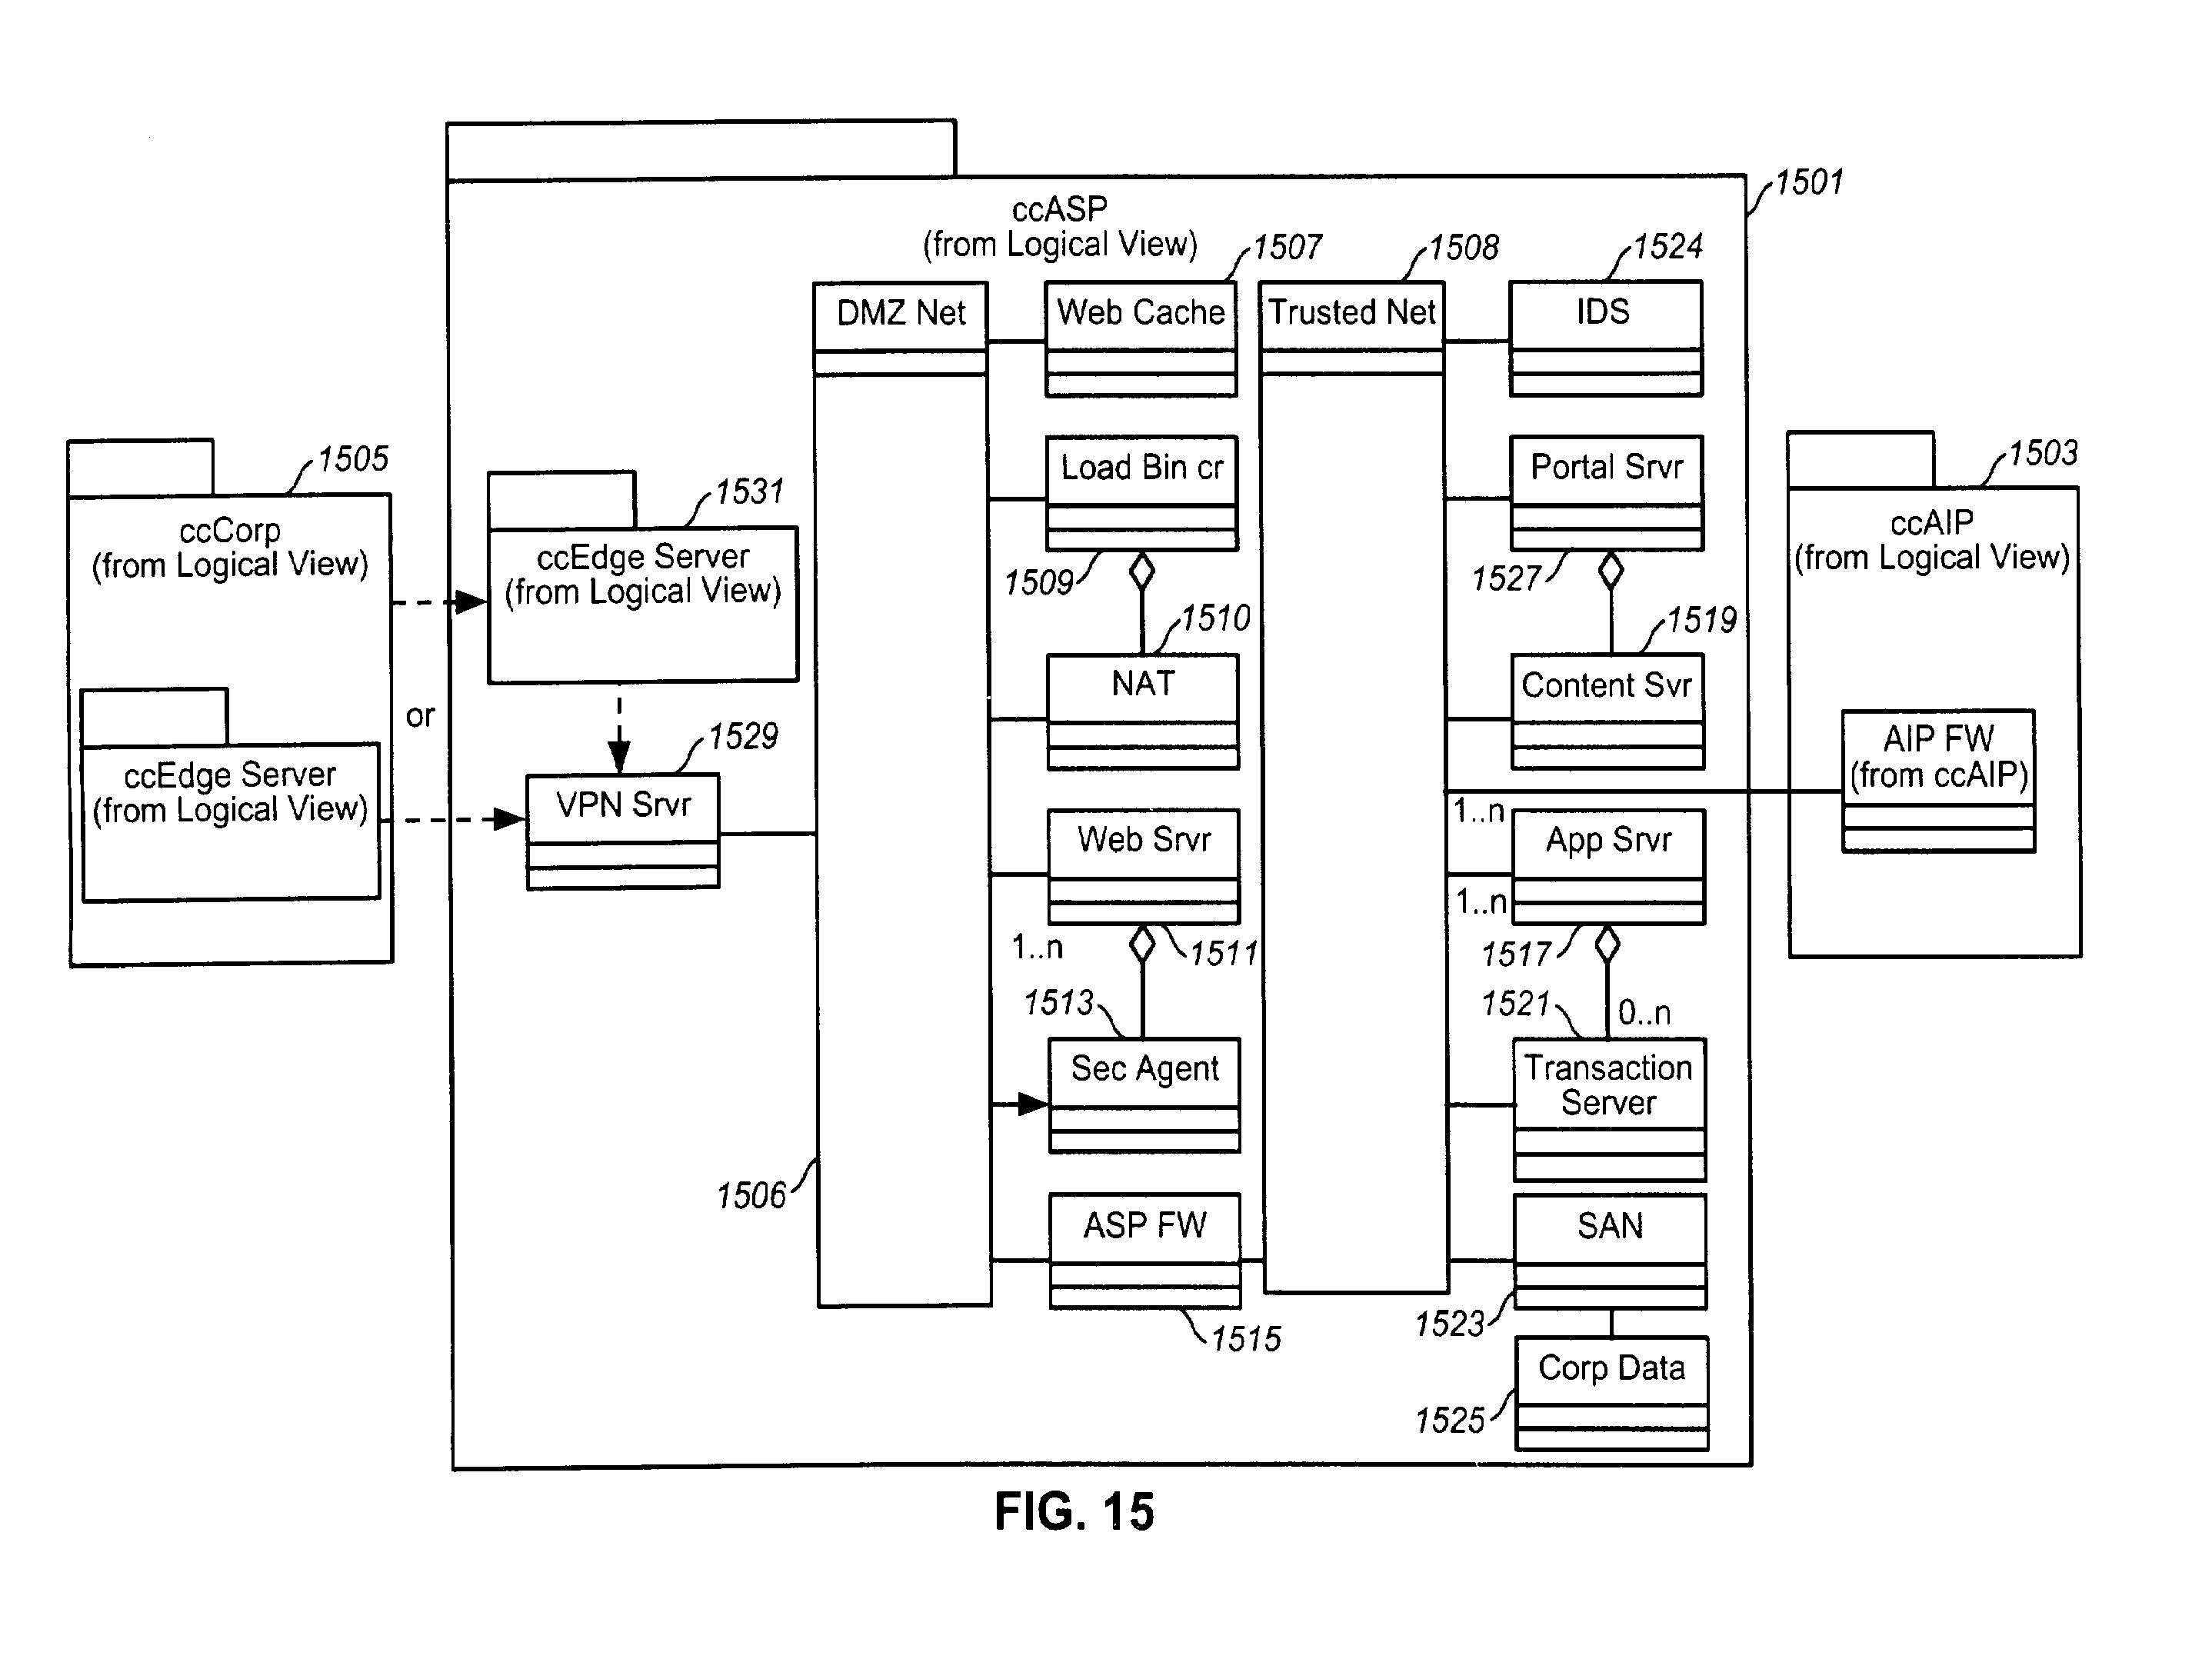 1501
ccASP
(from Logical View)
1507
1508
1524
DMZ Net
Web Cache
Trusted Net
IDS
1505
ccCorp
(from Logical View)
1531
ccEdge Server
(from Logical View)
Load Bin cr
1509
Portal Srvr
1527
1503
ccAIP
(from Logical View)
1510
NAT
1519
Content Svr
or
ccEdge Server
(from Logical View)
1529
VPN Srvr
AIP FW
(from ccAIP)
1..n
Web Srvr
App Srvr
1..n
1..n
1511
1517
1513
1521
0..n
Sec Agent
Transaction
Server
1506
ASP FW
SAN
1515
1523
Corp Data
1525
FIG. 15